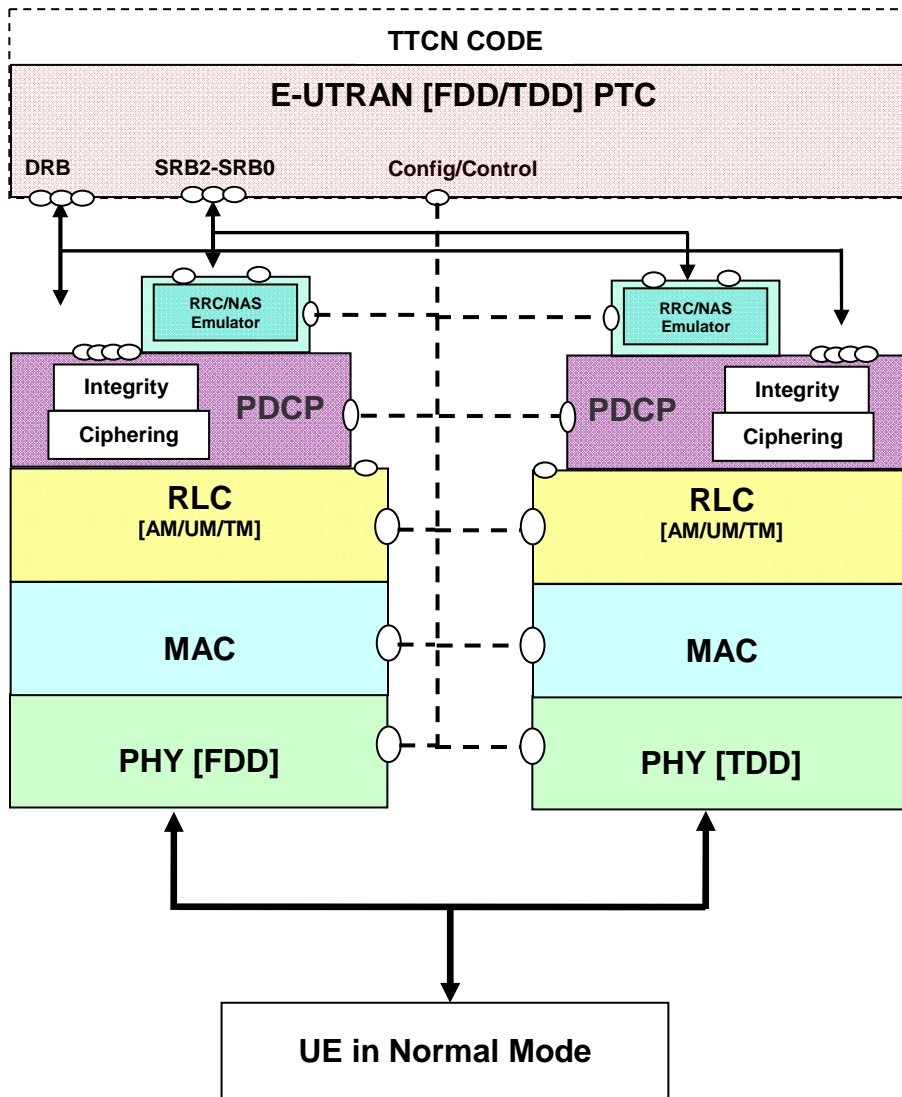 TTCN CODE
E-UTRAN [FDD/TDD] PTC
DRB
SRB2-SRB0
Config/Control
RRC/NAS
Emulator
RRC/NAS
Emulator
Integrity
Ciphering
PDCP
PDCP
Integrity
Ciphering
RLC
[AM/UM/TM]
RLC
[AM/UM/TM]
MAC
MAC
PHY [FDD]
PHY [TDD]
UE in Normal Mode